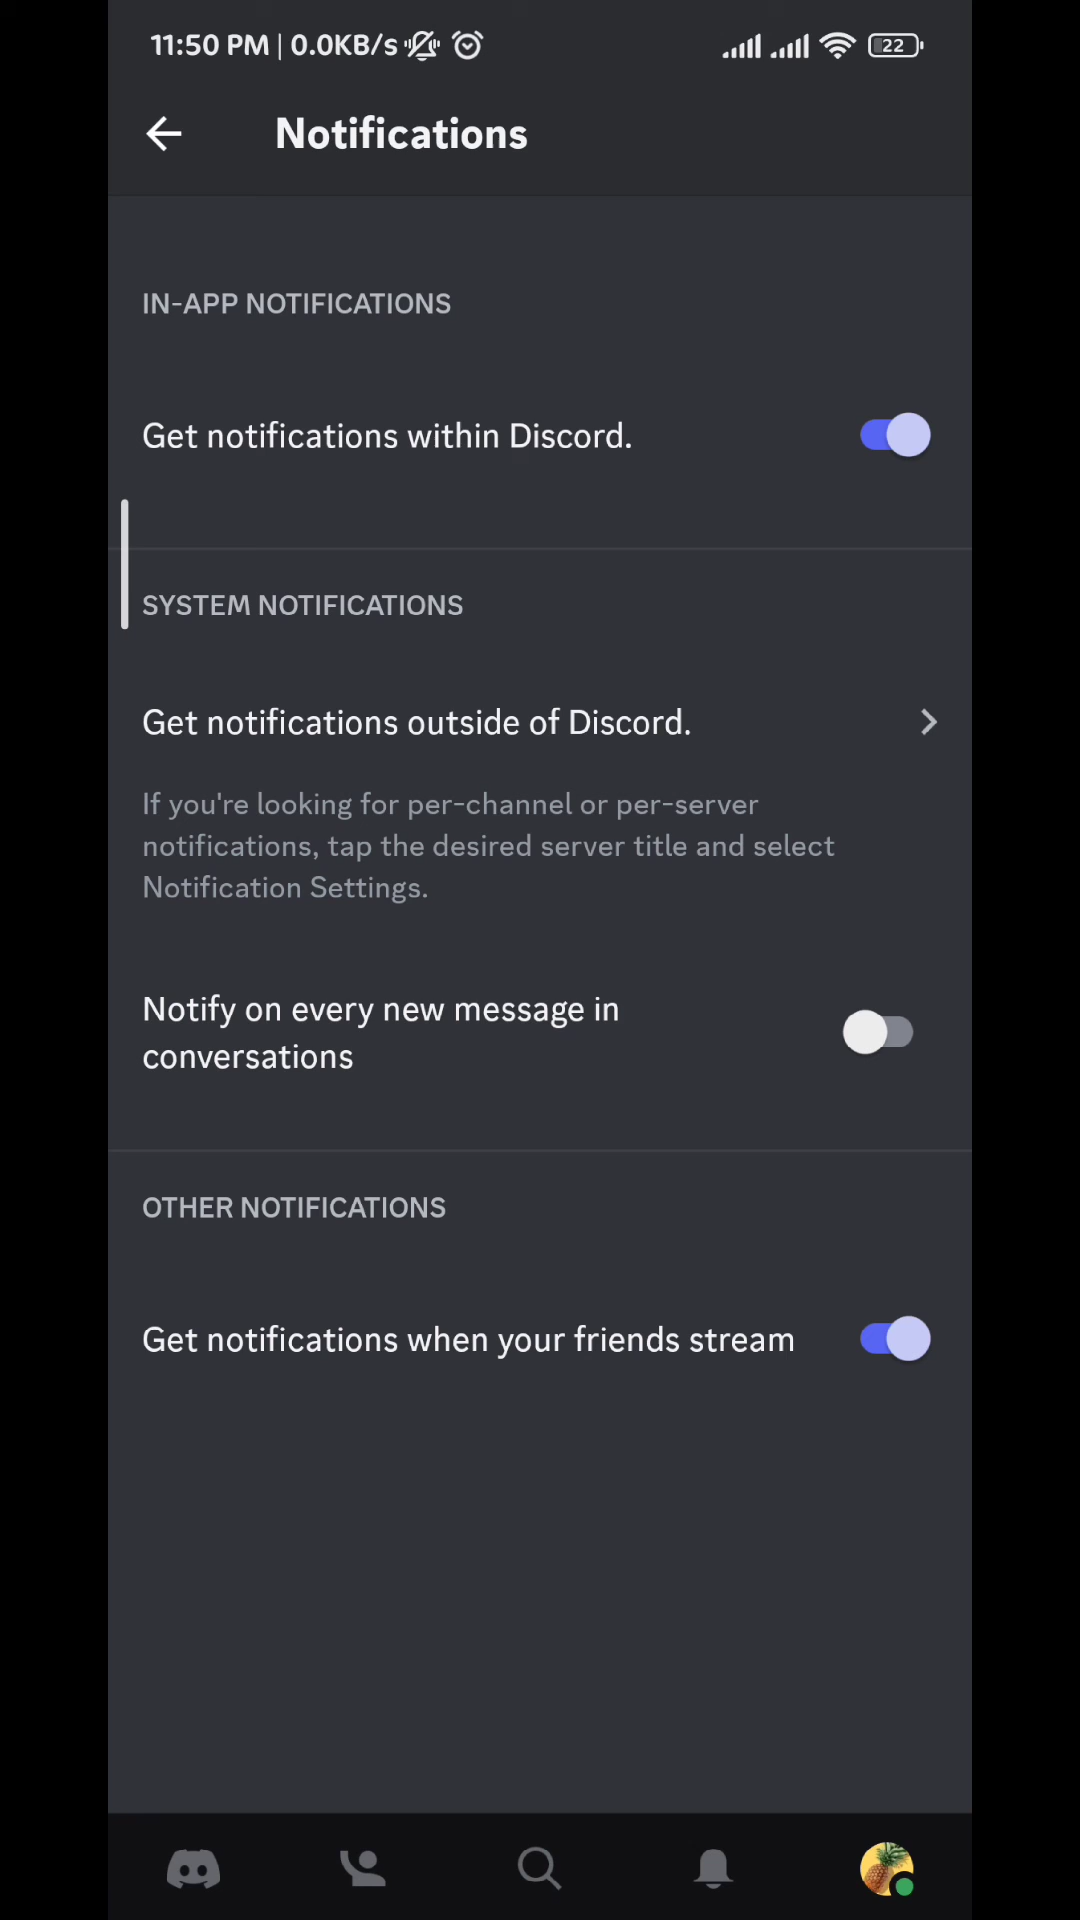 11:50 PM | 0.0KB/s
22
Notifications
IN-APP NOTIFICATIONS
Get notifications within Discord.
SYSTEM NOTIFICATIONS
Get notifications outside of Discord.
If you're looking for per-channel or per-server
notifications, tap the desired server title and select
Notification Settings.
Notify on every new message in
conversations
OTHER NOTIFICATIONS
Get notifications when your friends stream